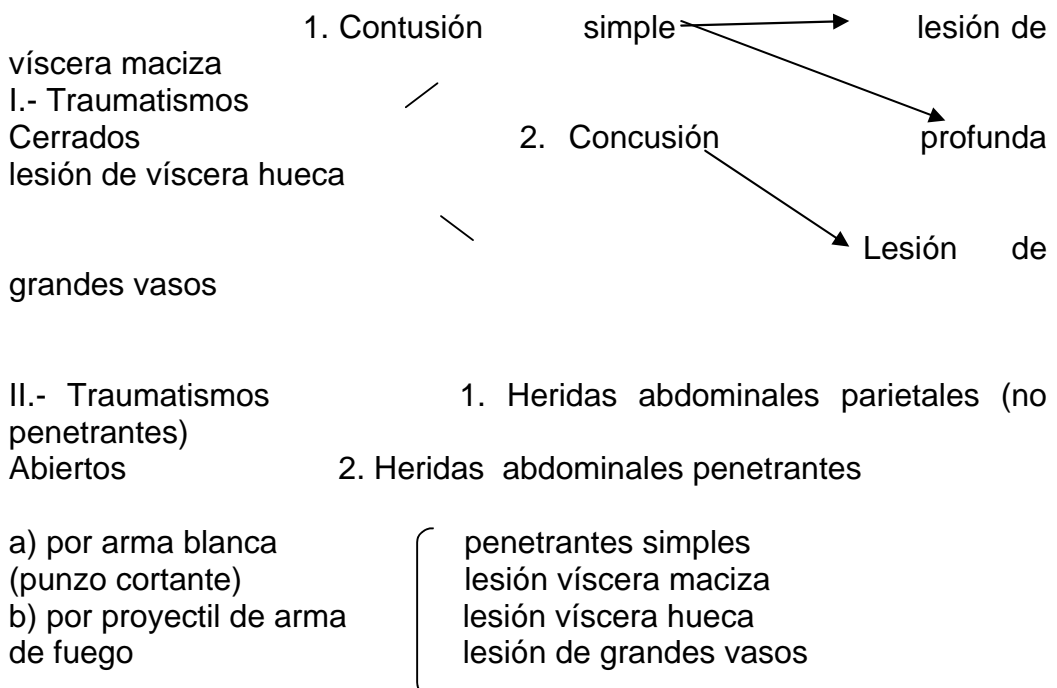 1. Contusión simple lesión de
víscera maciza
I.- Traumatismos
Cerrados 2. Concusión profunda
lesión de víscera hueca
Lesión de
grandes vasos
II.- Traumatismos 1. Heridas abdominales parietales (no
penetrantes)
Abiertos 2. Heridas abdominales penetrantes
a) por arma blanca penetrantes simples
(punzo cortante) lesión víscera maciza
b) por proyectil de arma lesión víscera hueca
de fuego lesión de grandes vasos